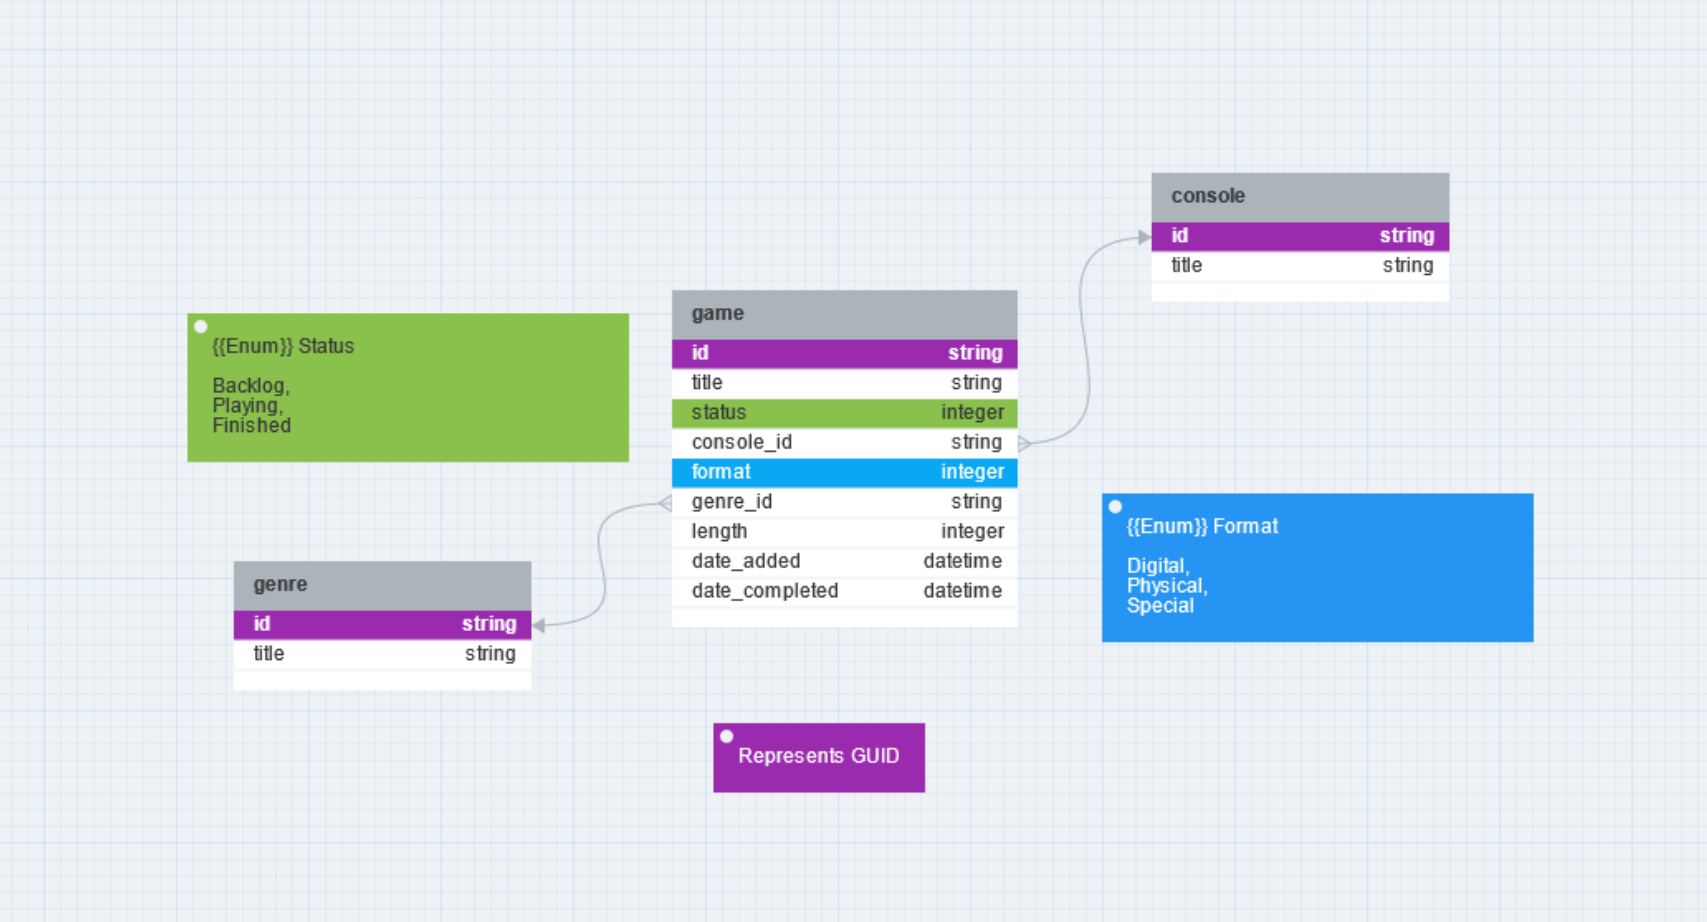 console
id string
title string
game
id string
title string
status integer
console_id string
format integer
genre_id string
length integer
date_added datetime
date_completed datetime
{{Enum}} Status
Backlog,
Playing,
Finished
{{Enum}} Format
Digital,
Physical,
Special
genre
id string
title string
Represents GUID